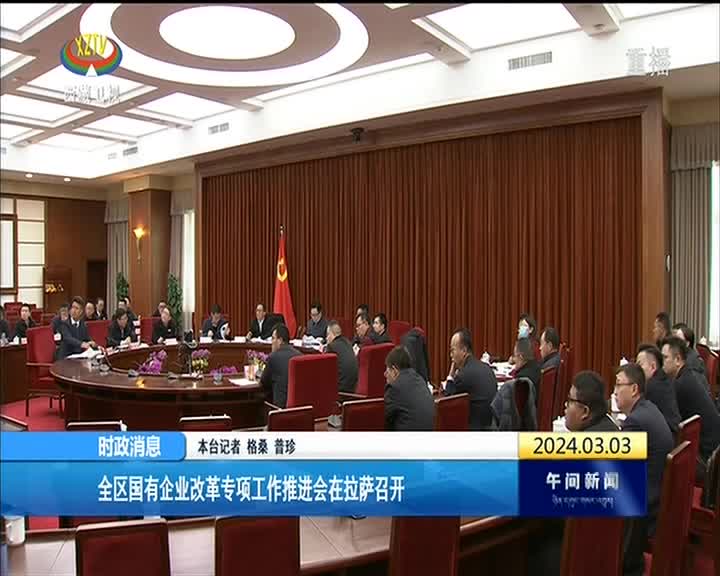 XZTV
西藏卫视
重播
时政消息
本台记者 格桑 普珍
2024.03.03
全区国有企业改革专项工作推进会在拉萨召开
午间新闻
ཉིན་གུང་གསར་འགྱུར།